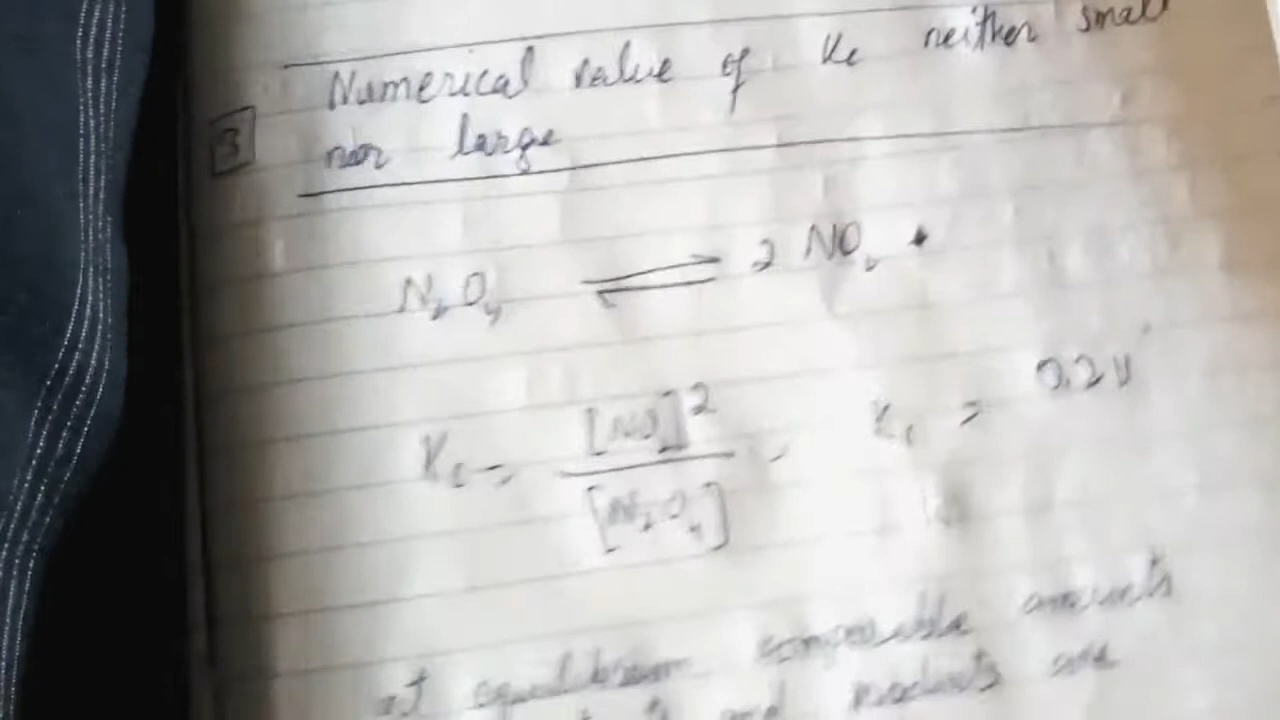 Numerical value of Kc neither small
3 nor large
N₂O₄ ⇌ 2 NO₂
Kc = [NO₂]² / [N₂O₄] Kc = 0.21
at equilibrium comparable amounts
and products are